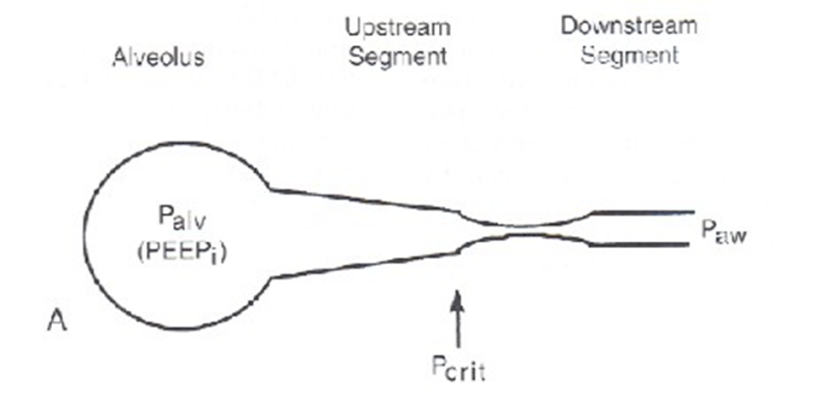 Alveolus
Upstream
Segment
Downstream
Segment
Palv
(PEEPi)
Paw
A
Pcrit